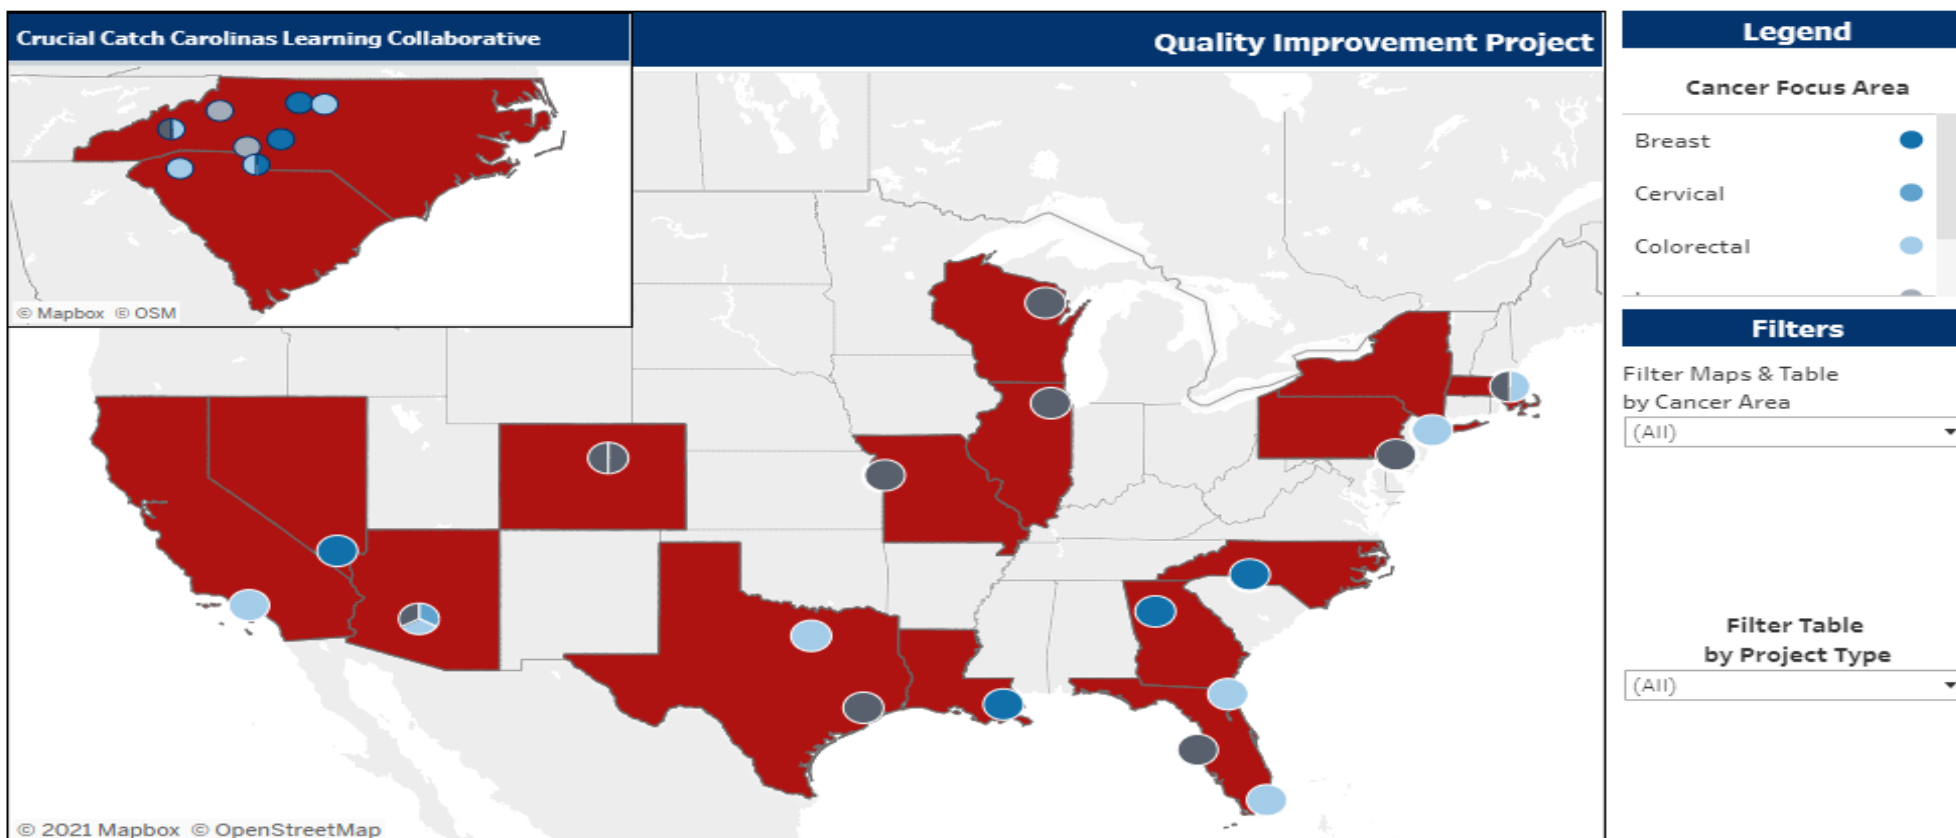 Crucial Catch Carolinas Learning Collaborative
© Mapbox © OSM
Quality Improvement Project
© 2021 Mapbox © OpenStreetMap
Legend
Cancer Focus Area
Breast
Cervical
Colorectal
Filters
Filter Maps & Table
by Cancer Area
(All)
Filter Table
by Project Type
(All)